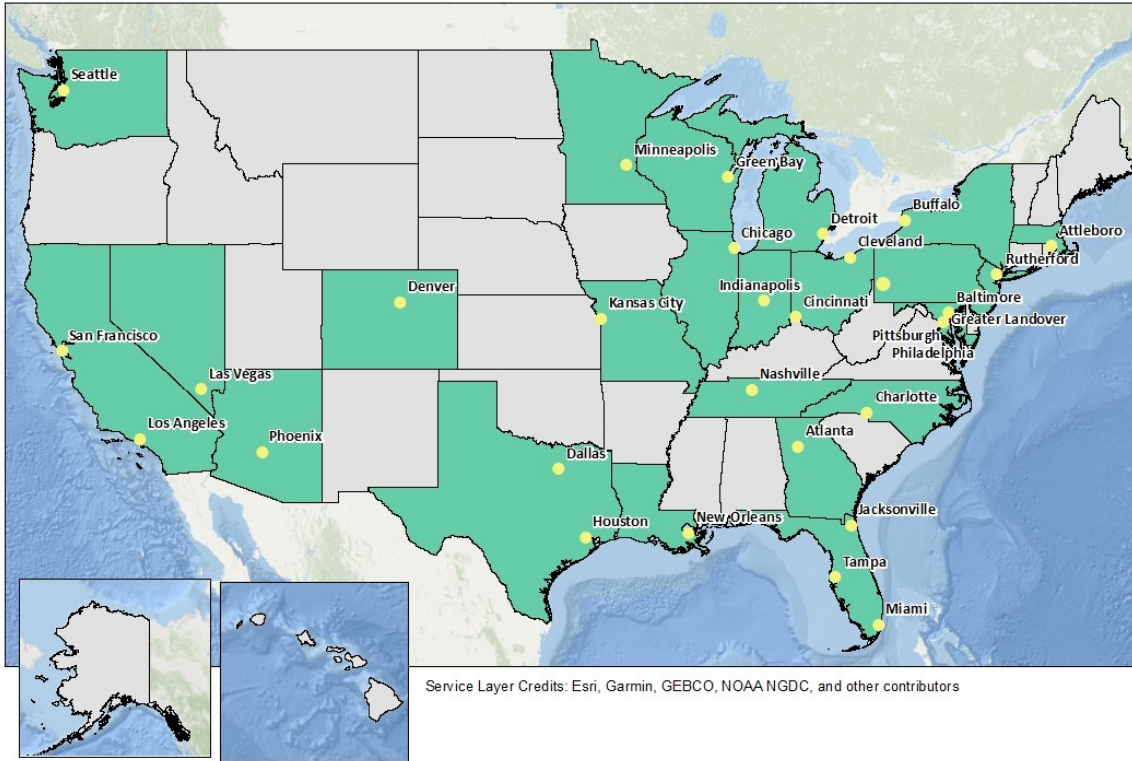 Seattle
Minneapolis
Green Bay
Buffalo
Detroit
Attleboro
Chicago
Cleveland
Rutherford
Denver
Indianapolis
Baltimore
Kansas City
Cincinnati
Greater Landover
San Francisco
Pittsburgh
Philadelphia
Las Vegas
Nashville
Charlotte
Los Angeles
Phoenix
Atlanta
Dallas
Houston
New Orleans
Jacksonville
Tampa
Miami
Service Layer Credits: Esri, Garmin, GEBCO, NOAA NGDC, and other contributors